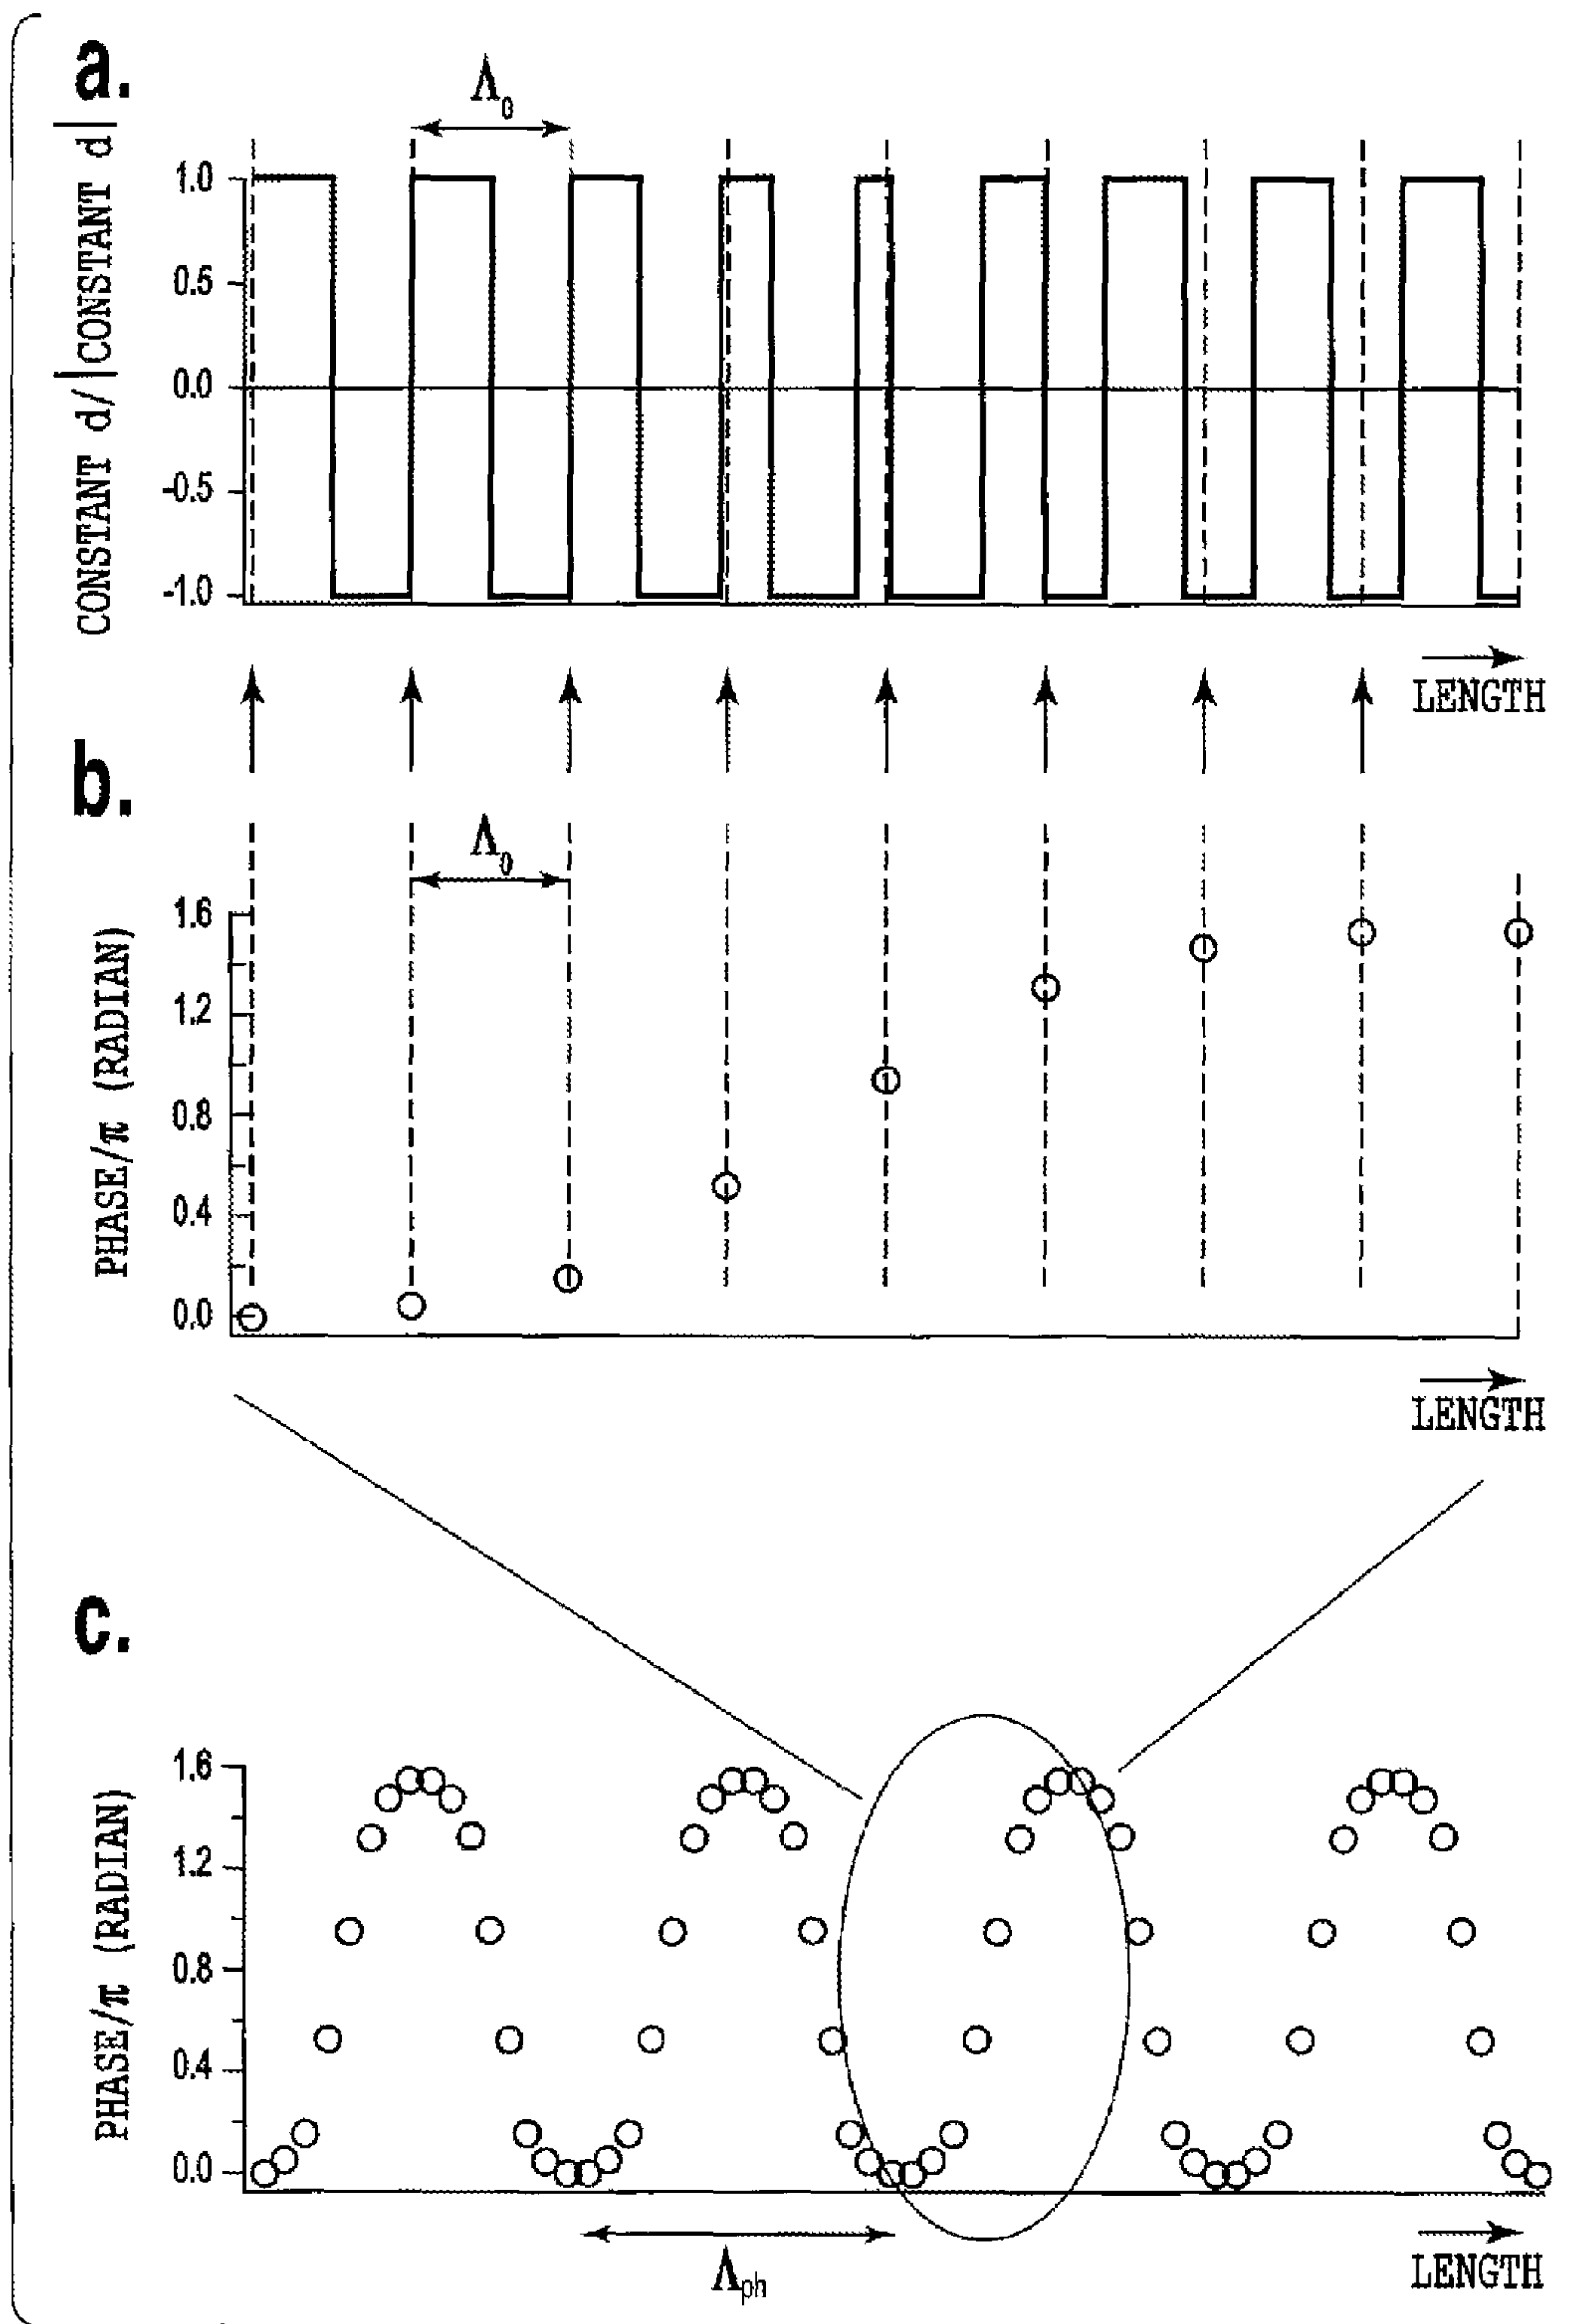 a.
Λ0
CONSTANT d/|CONSTANT d|
1.0
0.5
0.0
-0.5
-1.0
LENGTH
b.
Λ0
PHASE/π (RADIAN)
1.6
1.2
0.8
0.4
0.0
LENGTH
c.
PHASE/π (RADIAN)
1.6
1.2
0.8
0.4
0.0
Λph
LENGTH